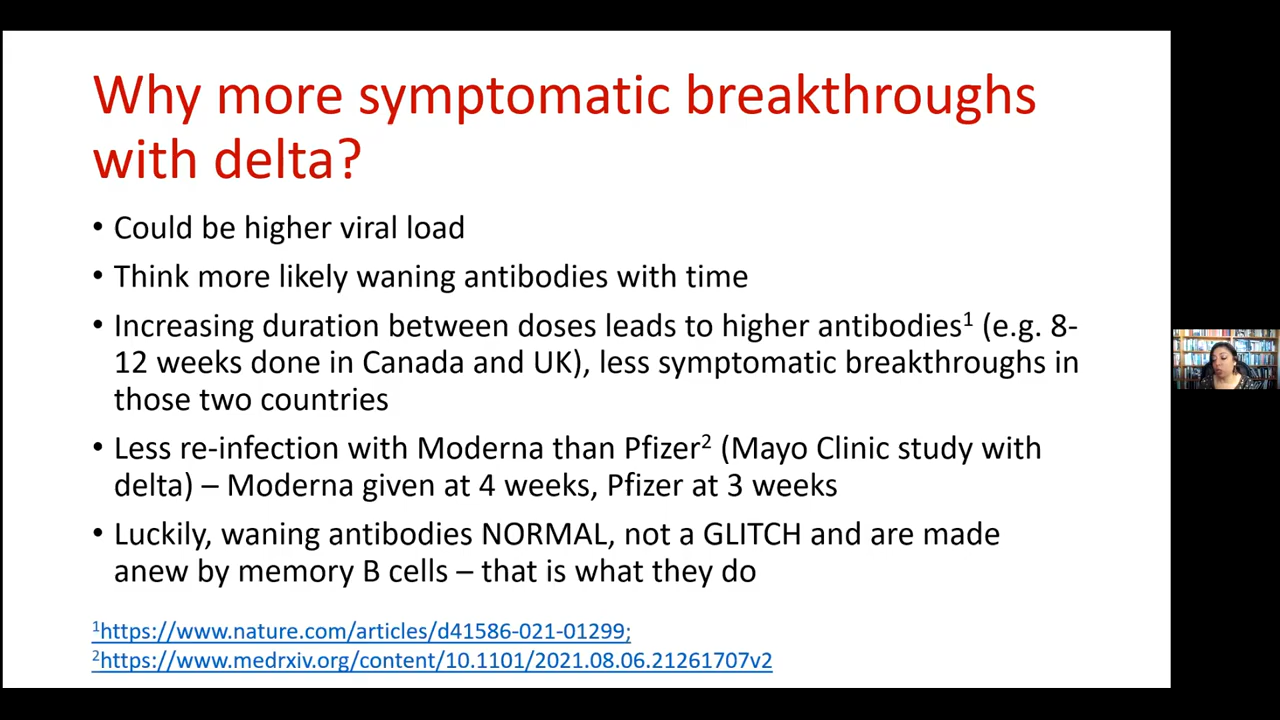 Why more symptomatic breakthroughs
with delta?
• Could be higher viral load
• Think more likely waning antibodies with time
• Increasing duration between doses leads to higher antibodies¹ (e.g. 8-
12 weeks done in Canada and UK), less symptomatic breakthroughs in
those two countries
• Less re-infection with Moderna than Pfizer² (Mayo Clinic study with
delta) – Moderna given at 4 weeks, Pfizer at 3 weeks
• Luckily, waning antibodies NORMAL, not a GLITCH and are made
anew by memory B cells – that is what they do
¹https://www.nature.com/articles/d41586-021-01299;
²https://www.medrxiv.org/content/10.1101/2021.08.06.21261707v2